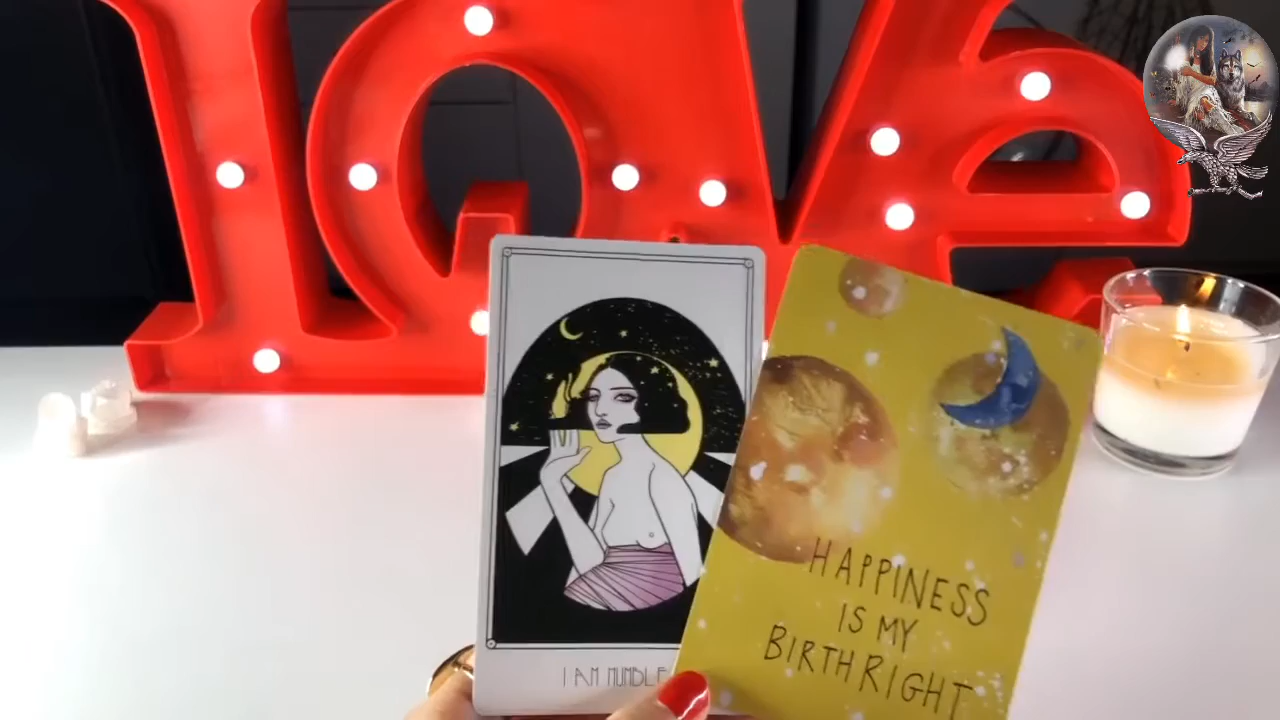 LOVe
I AM HUMBLE
HAPPINESS
IS MY
BIRTHRIGHT